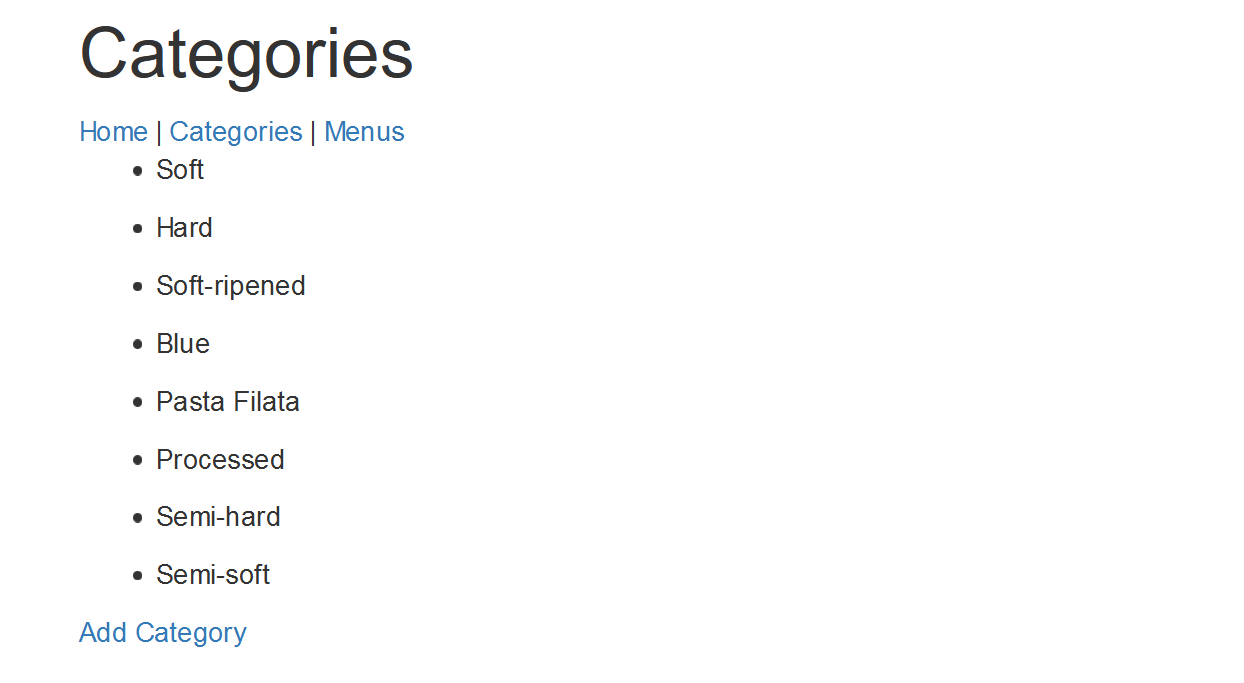 Categories
Home | Categories | Menus
Soft
Hard
Soft-ripened
Blue
Pasta Filata
Processed
Semi-hard
Semi-soft
Add Category